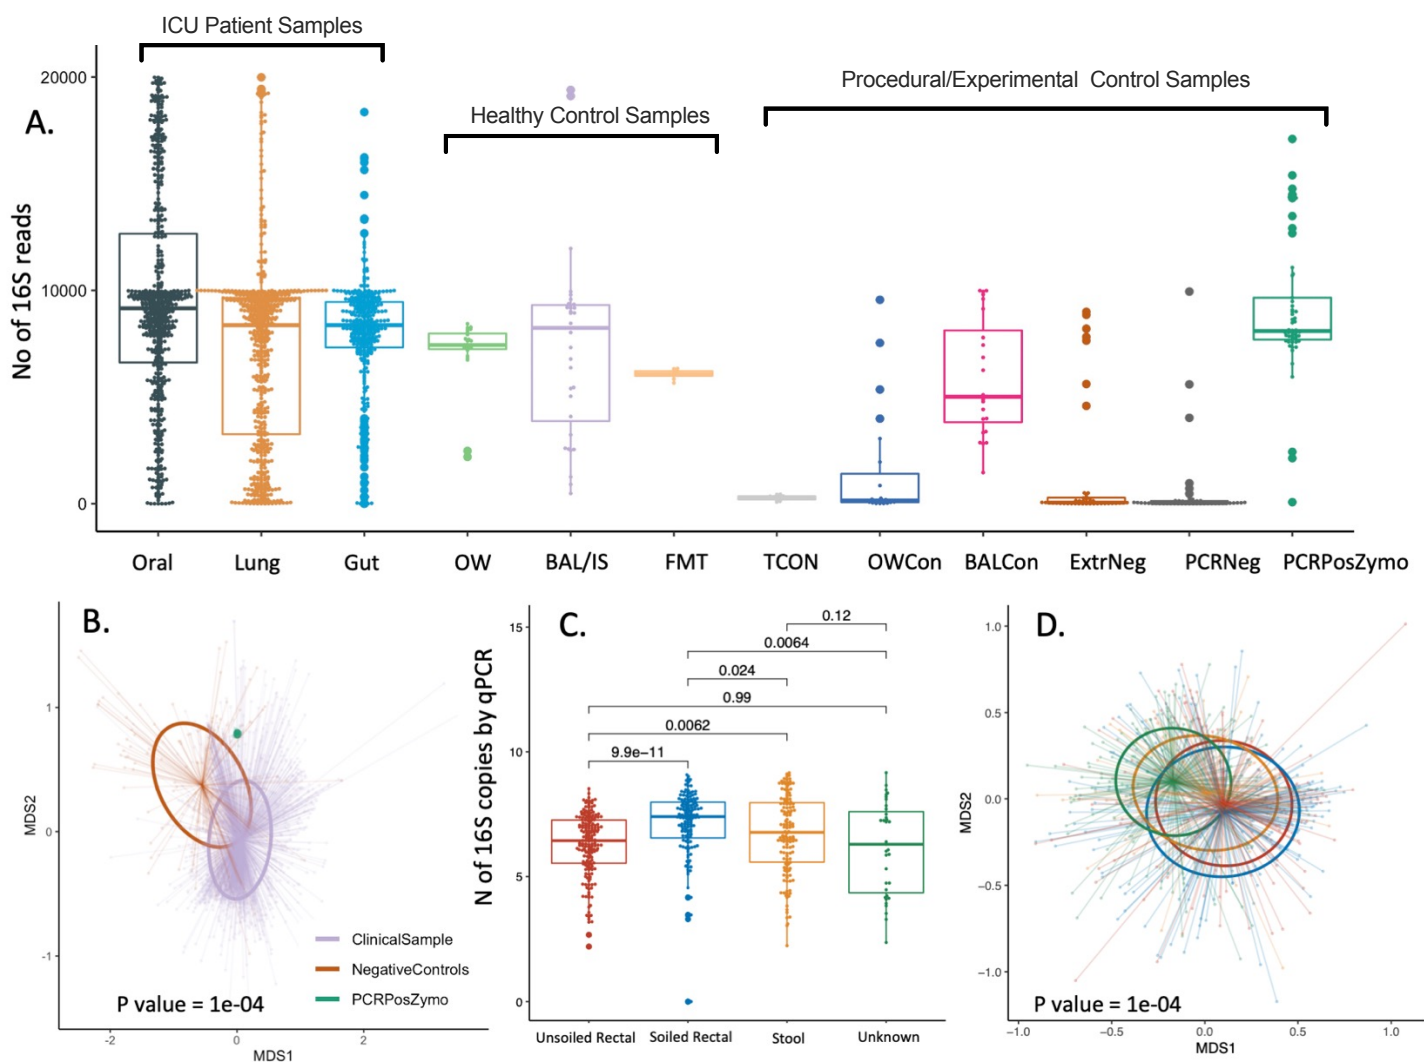 ICU Patient Samples
Healthy Control Samples
Procedural/Experimental Control Samples
A.
No of 16S reads
20000
10000
0
Oral Lung Gut OW BAL/IS FMT TCON OWCon BALCon ExtrNeg PCRNeg PCRPosZymo
B.
MDS2
1
0
-1
ClinicalSample
NegativeControls
PCRPosZymo
P value = 1e-04
-2 0 2
MDS1
C.
N of 16S copies by qPCR
15
10
5
0
0.12
0.0064
0.024
0.99
0.0062
9.9e−11
Unsoiled Rectal Soiled Rectal Stool Unknown
D.
MDS2
1.0
0.5
0.0
−0.5
−1.0
P value = 1e-04
−1.0 −0.5 0.0 0.5 1.0
MDS1